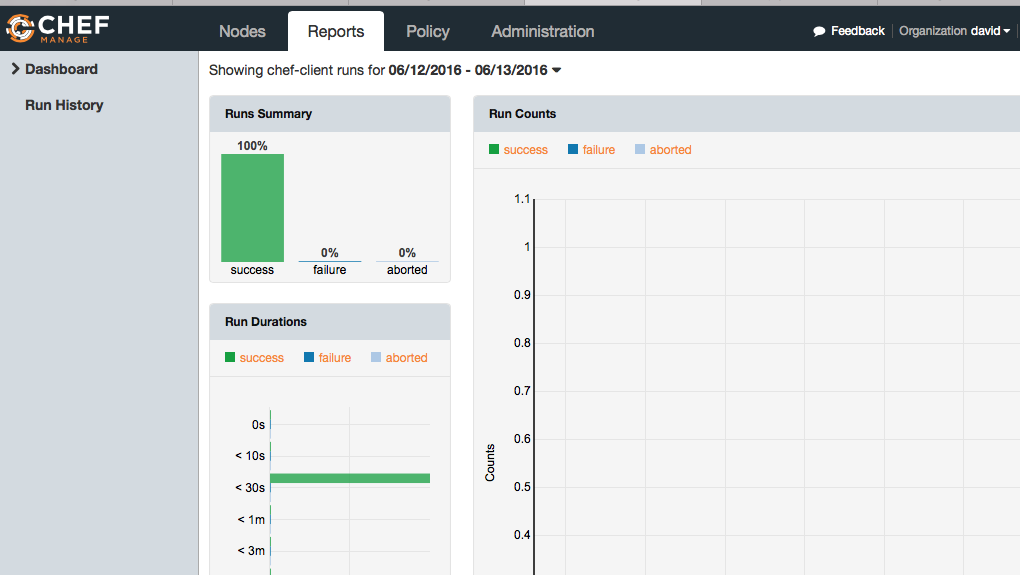 CHEF
MANAGE
Nodes
Reports
Policy
Administration
Feedback
Organization david
Dashboard
Run History
Showing chef-client runs for 06/12/2016 - 06/13/2016
Runs Summary
100%
0%
0%
success
failure
aborted
Run Durations
success
failure
aborted
0s
< 10s
< 30s
< 1m
< 3m
Run Counts
success
failure
aborted
1.1
1
0.9
0.8
0.7
0.6
0.5
0.4
Counts